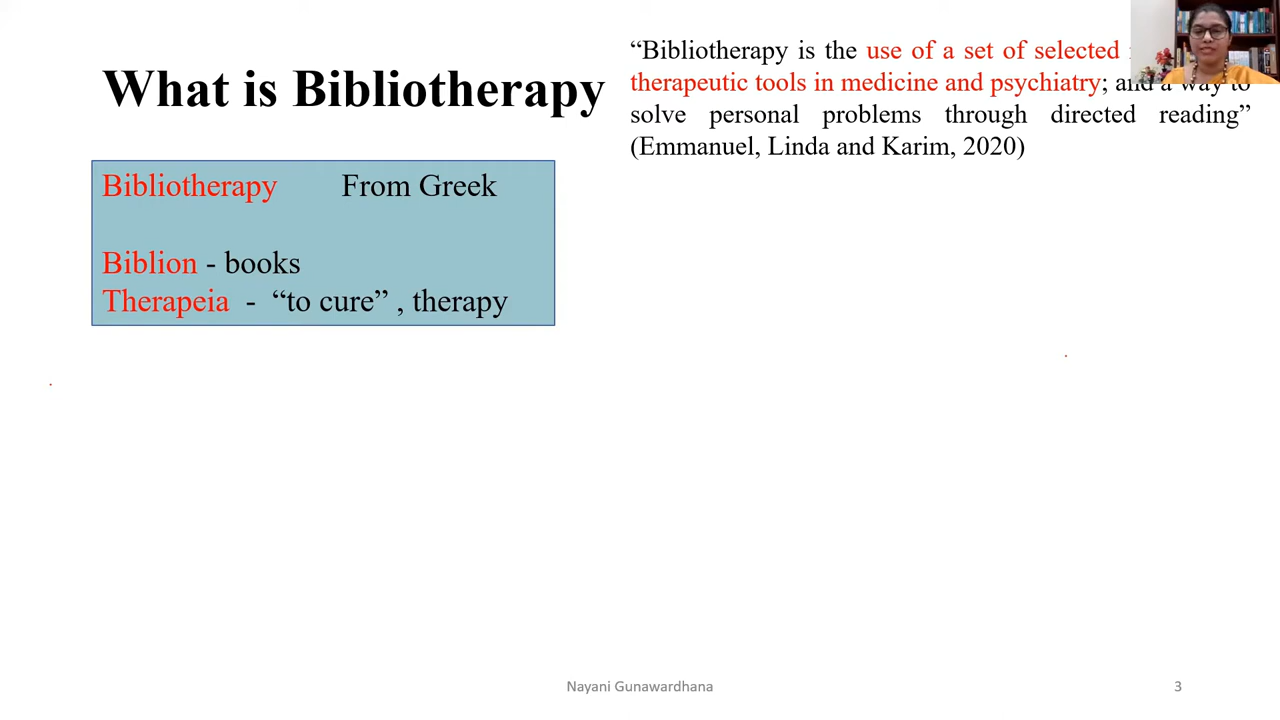 What is Bibliotherapy
Bibliotherapy From Greek
Biblion - books
Therapeia - “to cure” , therapy
“Bibliotherapy is the use of a set of selected
therapeutic tools in medicine and psychiatry; and a way to
solve personal problems through directed reading”
(Emmanuel, Linda and Karim, 2020)
Nayani Gunawardhana
3